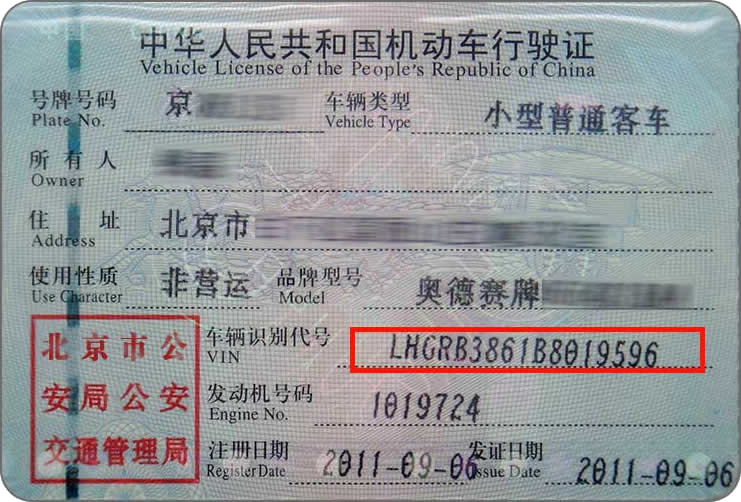 中华人民共和国机动车行驶证
Vehicle License of the People's Republic of China
号牌号码 京 车辆类型 小型普通客车
Plate No. Vehicle Type
所有人
Owner
住址 北京市
Address
使用性质 非营运 品牌型号 奥德赛牌
Use Character Model
车辆识别代号 LHGRB3861B8019596
VIN
发动机号码 1019724
Engine No.
注册日期 2011-09-06 发证日期 2011-09-06
Register Date Issue Date
北京市公
安局公安
交通管理局